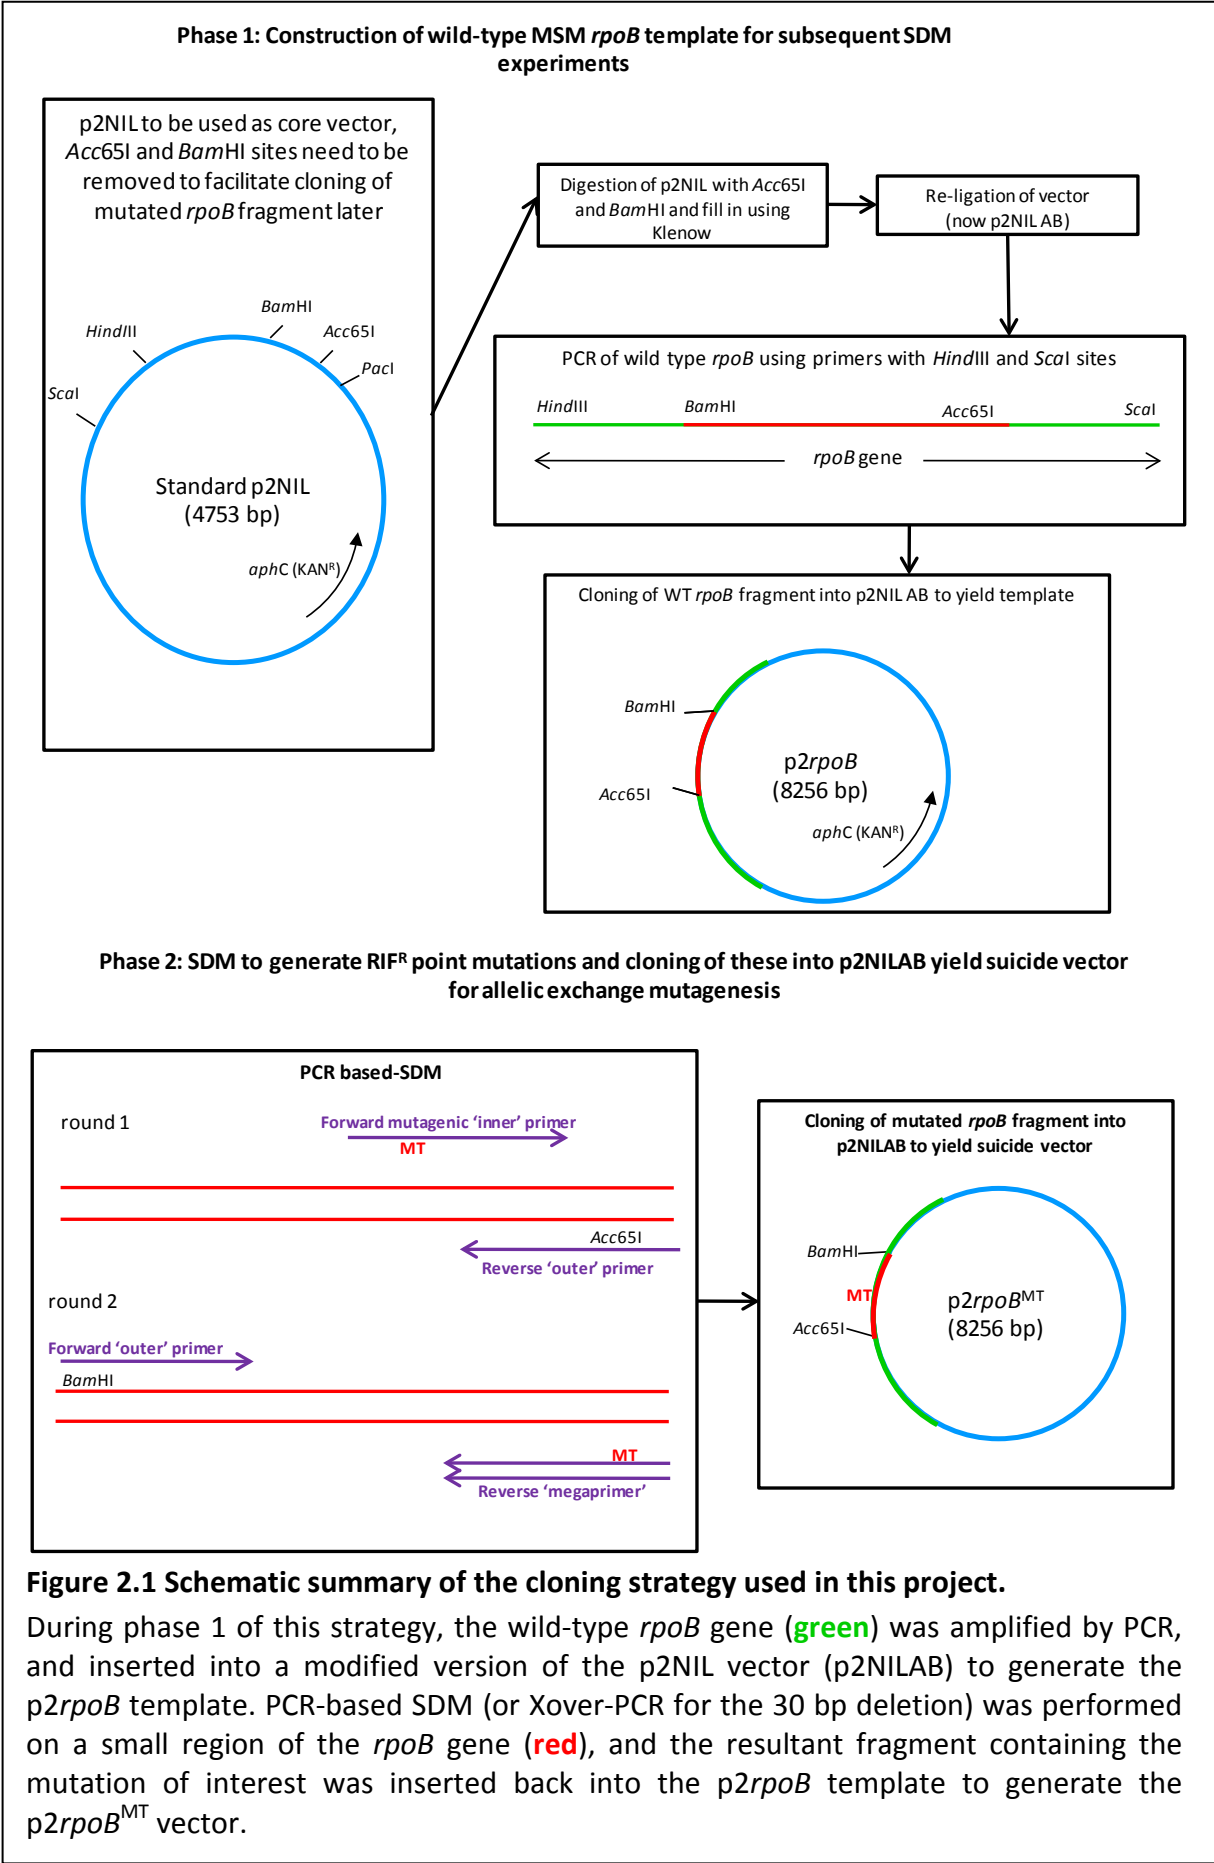 Phase 1: Construction of wild-type MSM rpoB template for subsequent SDM
experiments
p2NIL to be used as core vector,
Acc65I and BamHI sites need to be
removed to facilitate cloning of
mutated rpoB fragment later
BamHI
HindIII
Acc65I
PacI
ScaI
Standard p2NIL
(4753 bp)
aphC (KANᴿ)
Digestion of p2NIL with Acc65I
and BamHI and fill in using
Klenow
Re-ligation of vector
(now p2NIL AB)
PCR of wild type rpoB using primers with HindIII and ScaI sites
HindIII BamHI Acc65I ScaI
rpoB gene
Cloning of WT rpoB fragment into p2NIL AB to yield template
BamHI
Acc65I
p2rpoB
(8256 bp)
aphC (KANᴿ)
Phase 2: SDM to generate RIFᴿ point mutations and cloning of these into p2NILAB yield suicide vector
for allelic exchange mutagenesis
PCR based-SDM
round 1
Forward mutagenic ‘inner’ primer
MT
Acc65I
Reverse ‘outer’ primer
round 2
Forward ‘outer’ primer
BamHI
MT
Reverse ‘megaprimer’
Cloning of mutated rpoB fragment into
p2NILAB to yield suicide vector
BamHI
MT
Acc65I
p2rpoBᴹᵀ
(8256 bp)
Figure 2.1 Schematic summary of the cloning strategy used in this project.
During phase 1 of this strategy, the wild-type rpoB gene (green) was amplified by PCR,
and inserted into a modified version of the p2NIL vector (p2NILAB) to generate the
p2rpoB template. PCR-based SDM (or Xover-PCR for the 30 bp deletion) was performed
on a small region of the rpoB gene (red), and the resultant fragment containing the
mutation of interest was inserted back into the p2rpoB template to generate the
p2rpoBᴹᵀ vector.